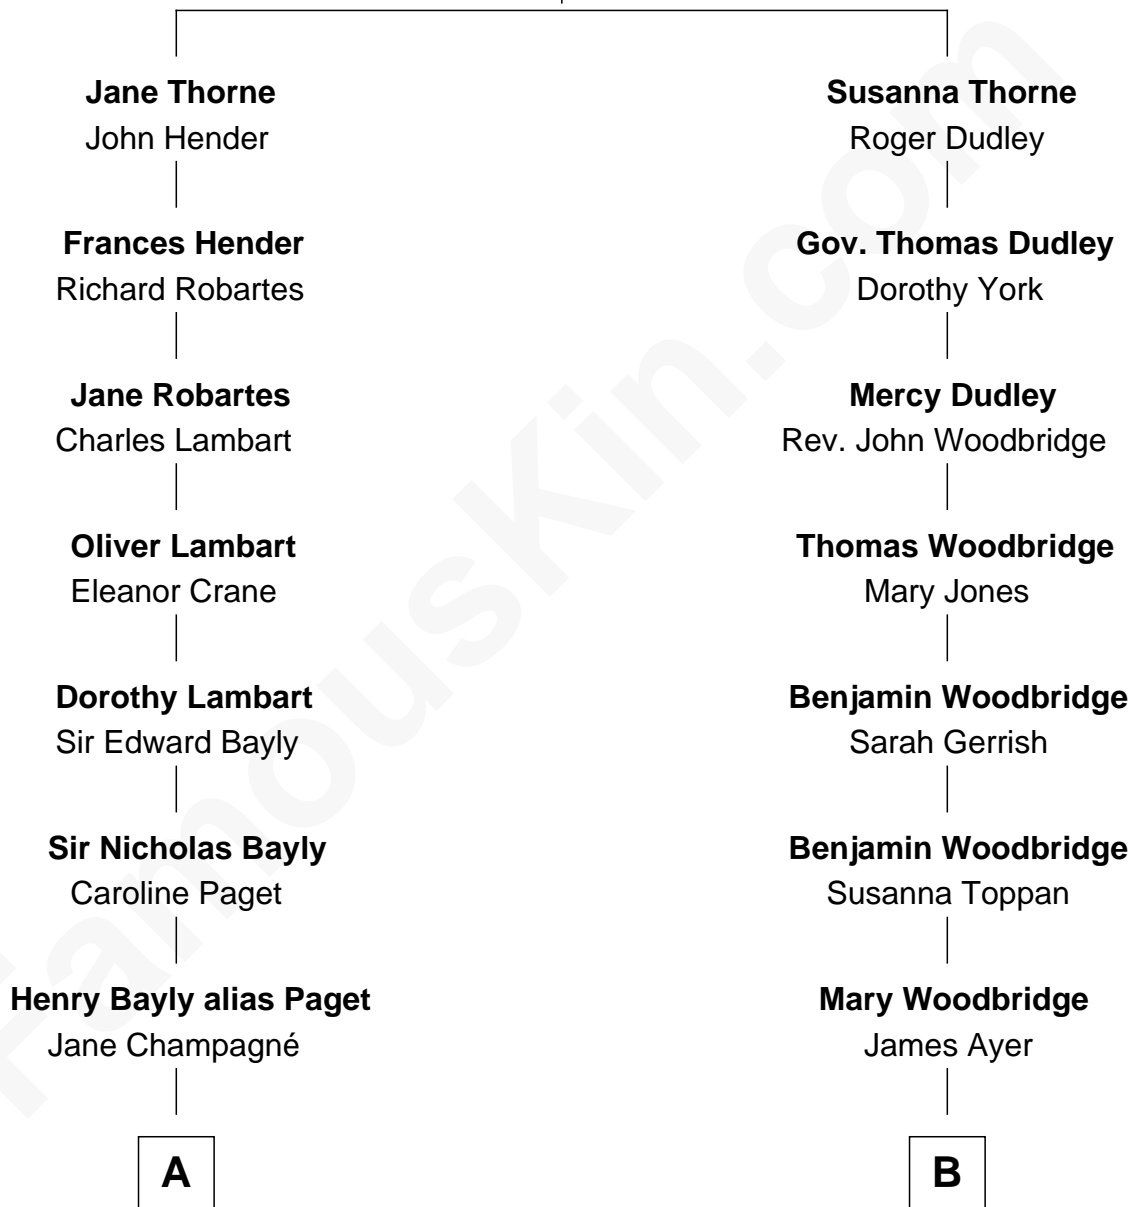 Jane Thorne
John Hender
Frances Hender
Richard Robartes
Jane Robartes
Charles Lambart
Oliver Lambart
Eleanor Crane
Dorothy Lambart
Sir Edward Bayly
Sir Nicholas Bayly
Caroline Paget
Henry Bayly alias Paget
Jane Champagné
A
Susanna Thorne
Roger Dudley
Gov. Thomas Dudley
Dorothy York
Mercy Dudley
Rev. John Woodbridge
Thomas Woodbridge
Mary Jones
Benjamin Woodbridge
Sarah Gerrish
Benjamin Woodbridge
Susanna Toppan
Mary Woodbridge
James Ayer
B
FamousKin.com